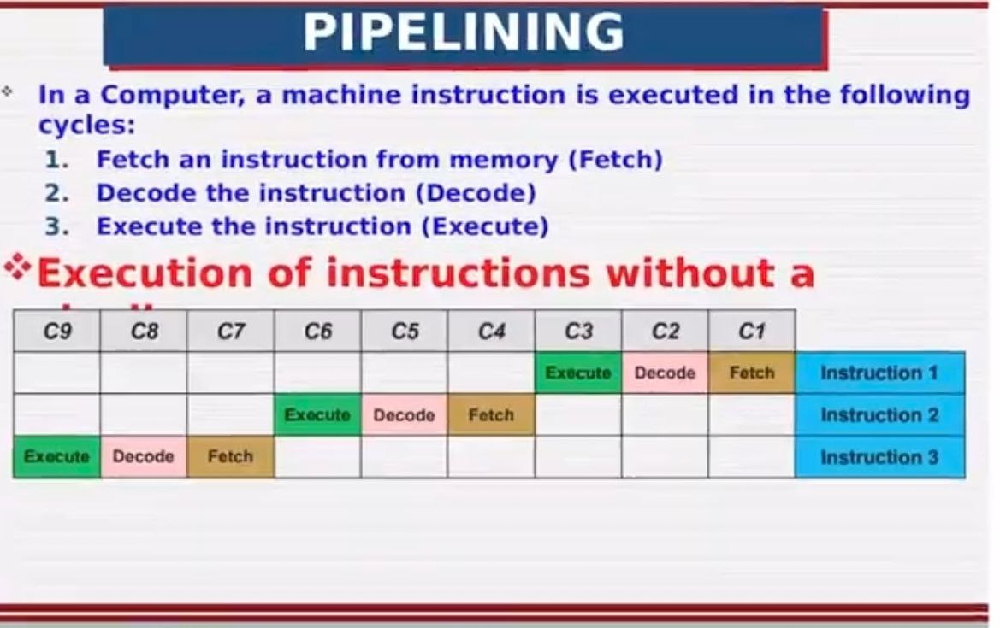 PIPELINING
In a Computer, a machine instruction is executed in the following
cycles:
1. Fetch an instruction from memory (Fetch)
2. Decode the instruction (Decode)
3. Execute the instruction (Execute)
Execution of instructions without a
C9 C8 C7 C6 C5 C4 C3 C2 C1
Execute Decode Fetch Instruction 1
Execute Decode Fetch Instruction 2
Execute Decode Fetch Instruction 3